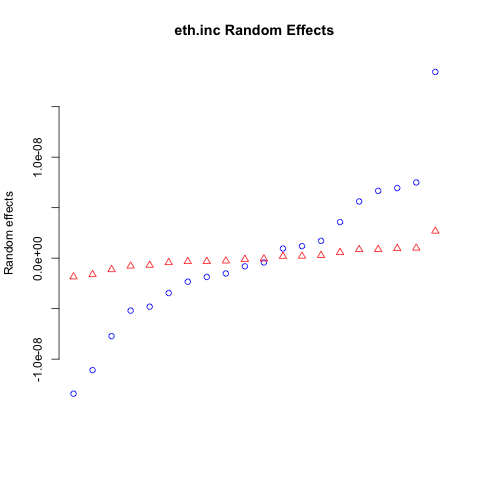 eth.inc Random Effects
Random effects
1.0e-08
0.0e+00
-1.0e-08